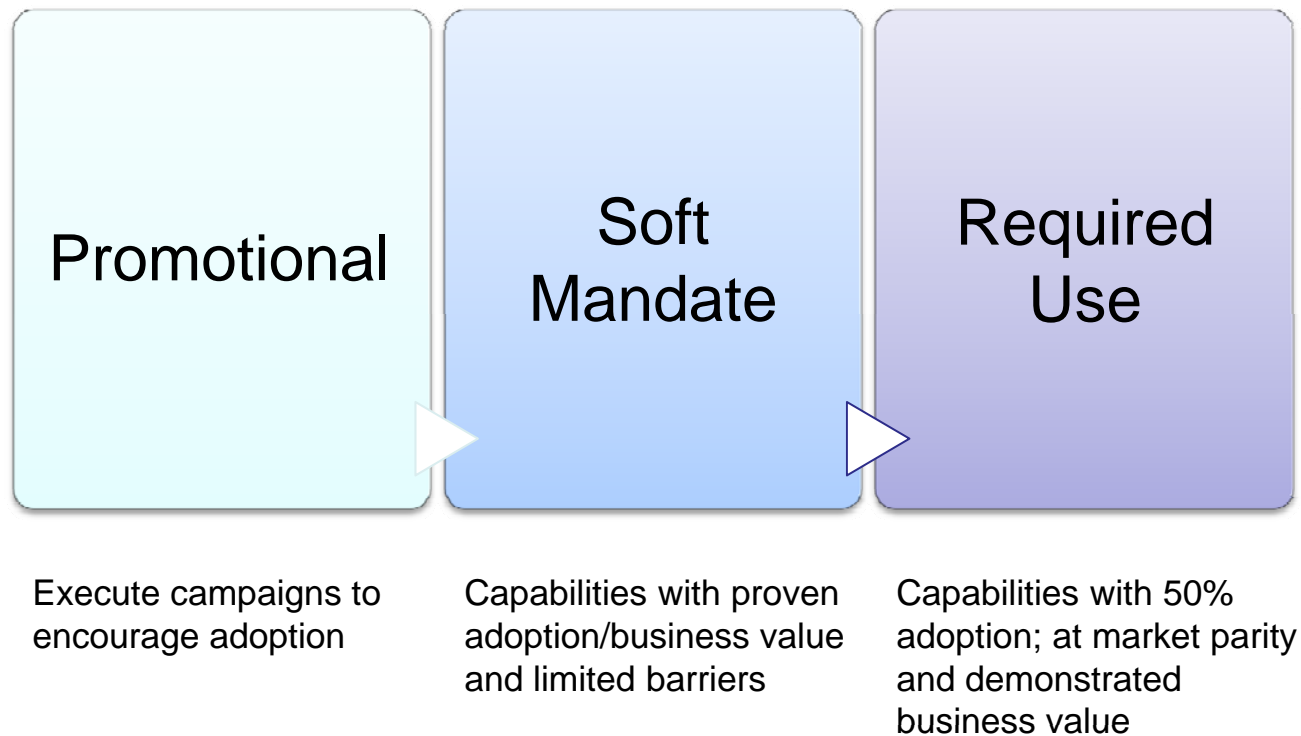 Promotional
Soft
Mandate
Required
Use
Execute campaigns to
encourage adoption
Capabilities with proven
adoption/business value
and limited barriers
Capabilities with 50%
adoption; at market parity
and demonstrated
business value